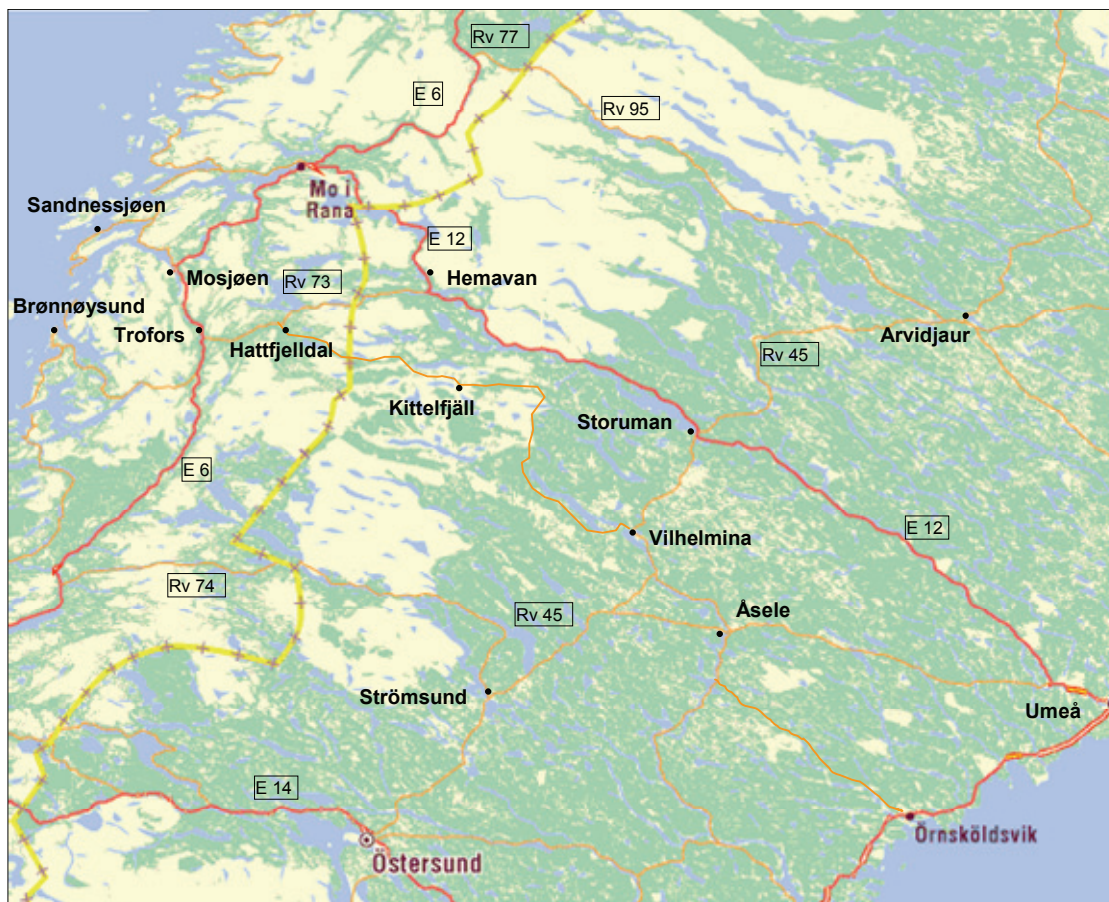 Rv 77
E 6
Rv 95
Mo i
Rana
Sandnessjøen
E 12
Mosjøen
Rv 73
Hemavan
Brønnøysund
Trofors
Hattfjelldal
Arvidjaur
Rv 45
Kittelfjäll
Storuman
E 6
E 12
Vilhelmina
Rv 74
Rv 45
Åsele
Strömsund
Umeå
E 14
Örnsköldsvik
Östersund